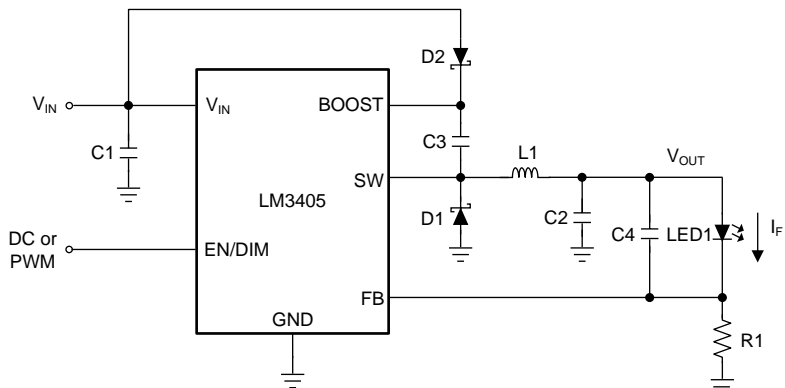 D2
V_IN
V_IN
BOOST
C1
C3
L1
V_OUT
SW
LM3405
D1
C2
C4
LED1
I_F
DC or
PWM
EN/DIM
FB
GND
R1